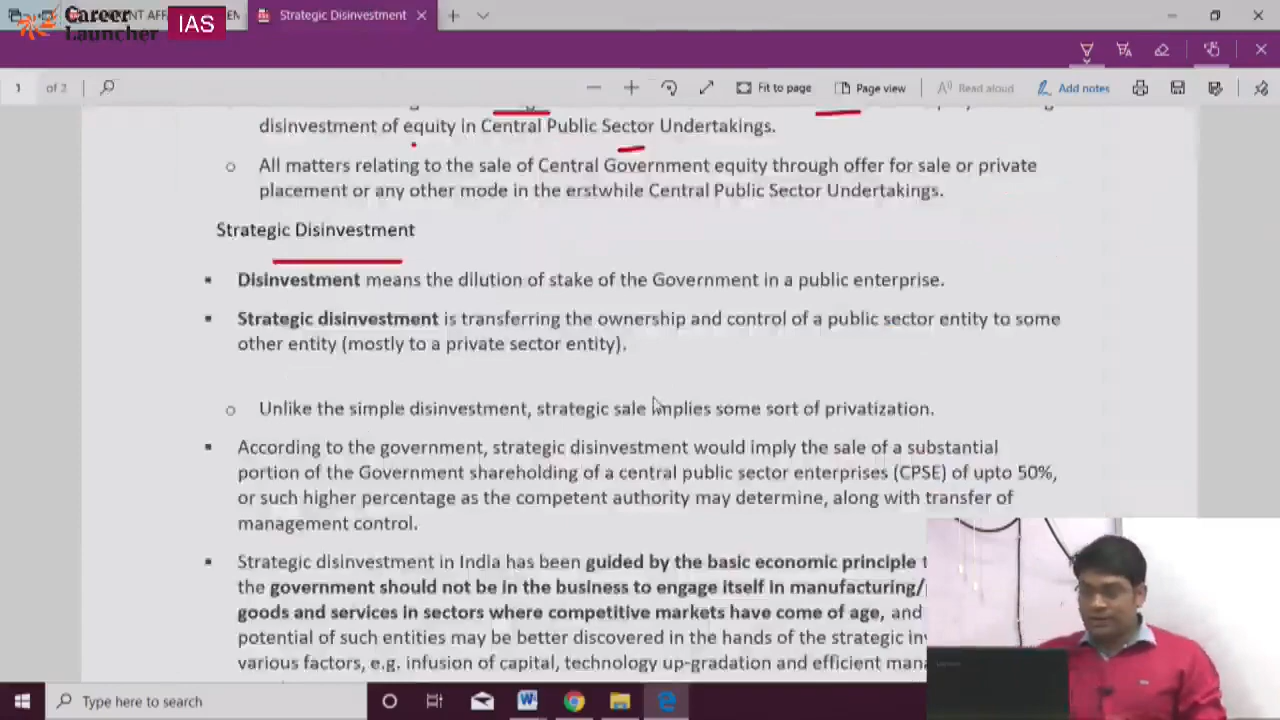 Career
Launcher
IAS
Strategic Disinvestment
1 of 2
Fit to page
Page view
Read aloud
Add notes
disinvestment of equity in Central Public Sector Undertakings.
All matters relating to the sale of Central Government equity through offer for sale or private
placement or any other mode in the erstwhile Central Public Sector Undertakings.
Strategic Disinvestment
Disinvestment means the dilution of stake of the Government in a public enterprise.
Strategic disinvestment is transferring the ownership and control of a public sector entity to some
other entity (mostly to a private sector entity).
Unlike the simple disinvestment, strategic sale implies some sort of privatization.
According to the government, strategic disinvestment would imply the sale of a substantial
portion of the Government shareholding of a central public sector enterprises (CPSE) of upto 50%,
or such higher percentage as the competent authority may determine, along with transfer of
management control.
Strategic disinvestment in India has been guided by the basic economic principle
the government should not be in the business to engage itself in manufacturing/
goods and services in sectors where competitive markets have come of age, and
potential of such entities may be better discovered in the hands of the strategic
various factors, e.g. infusion of capital, technology up-gradation and efficient
Type here to search